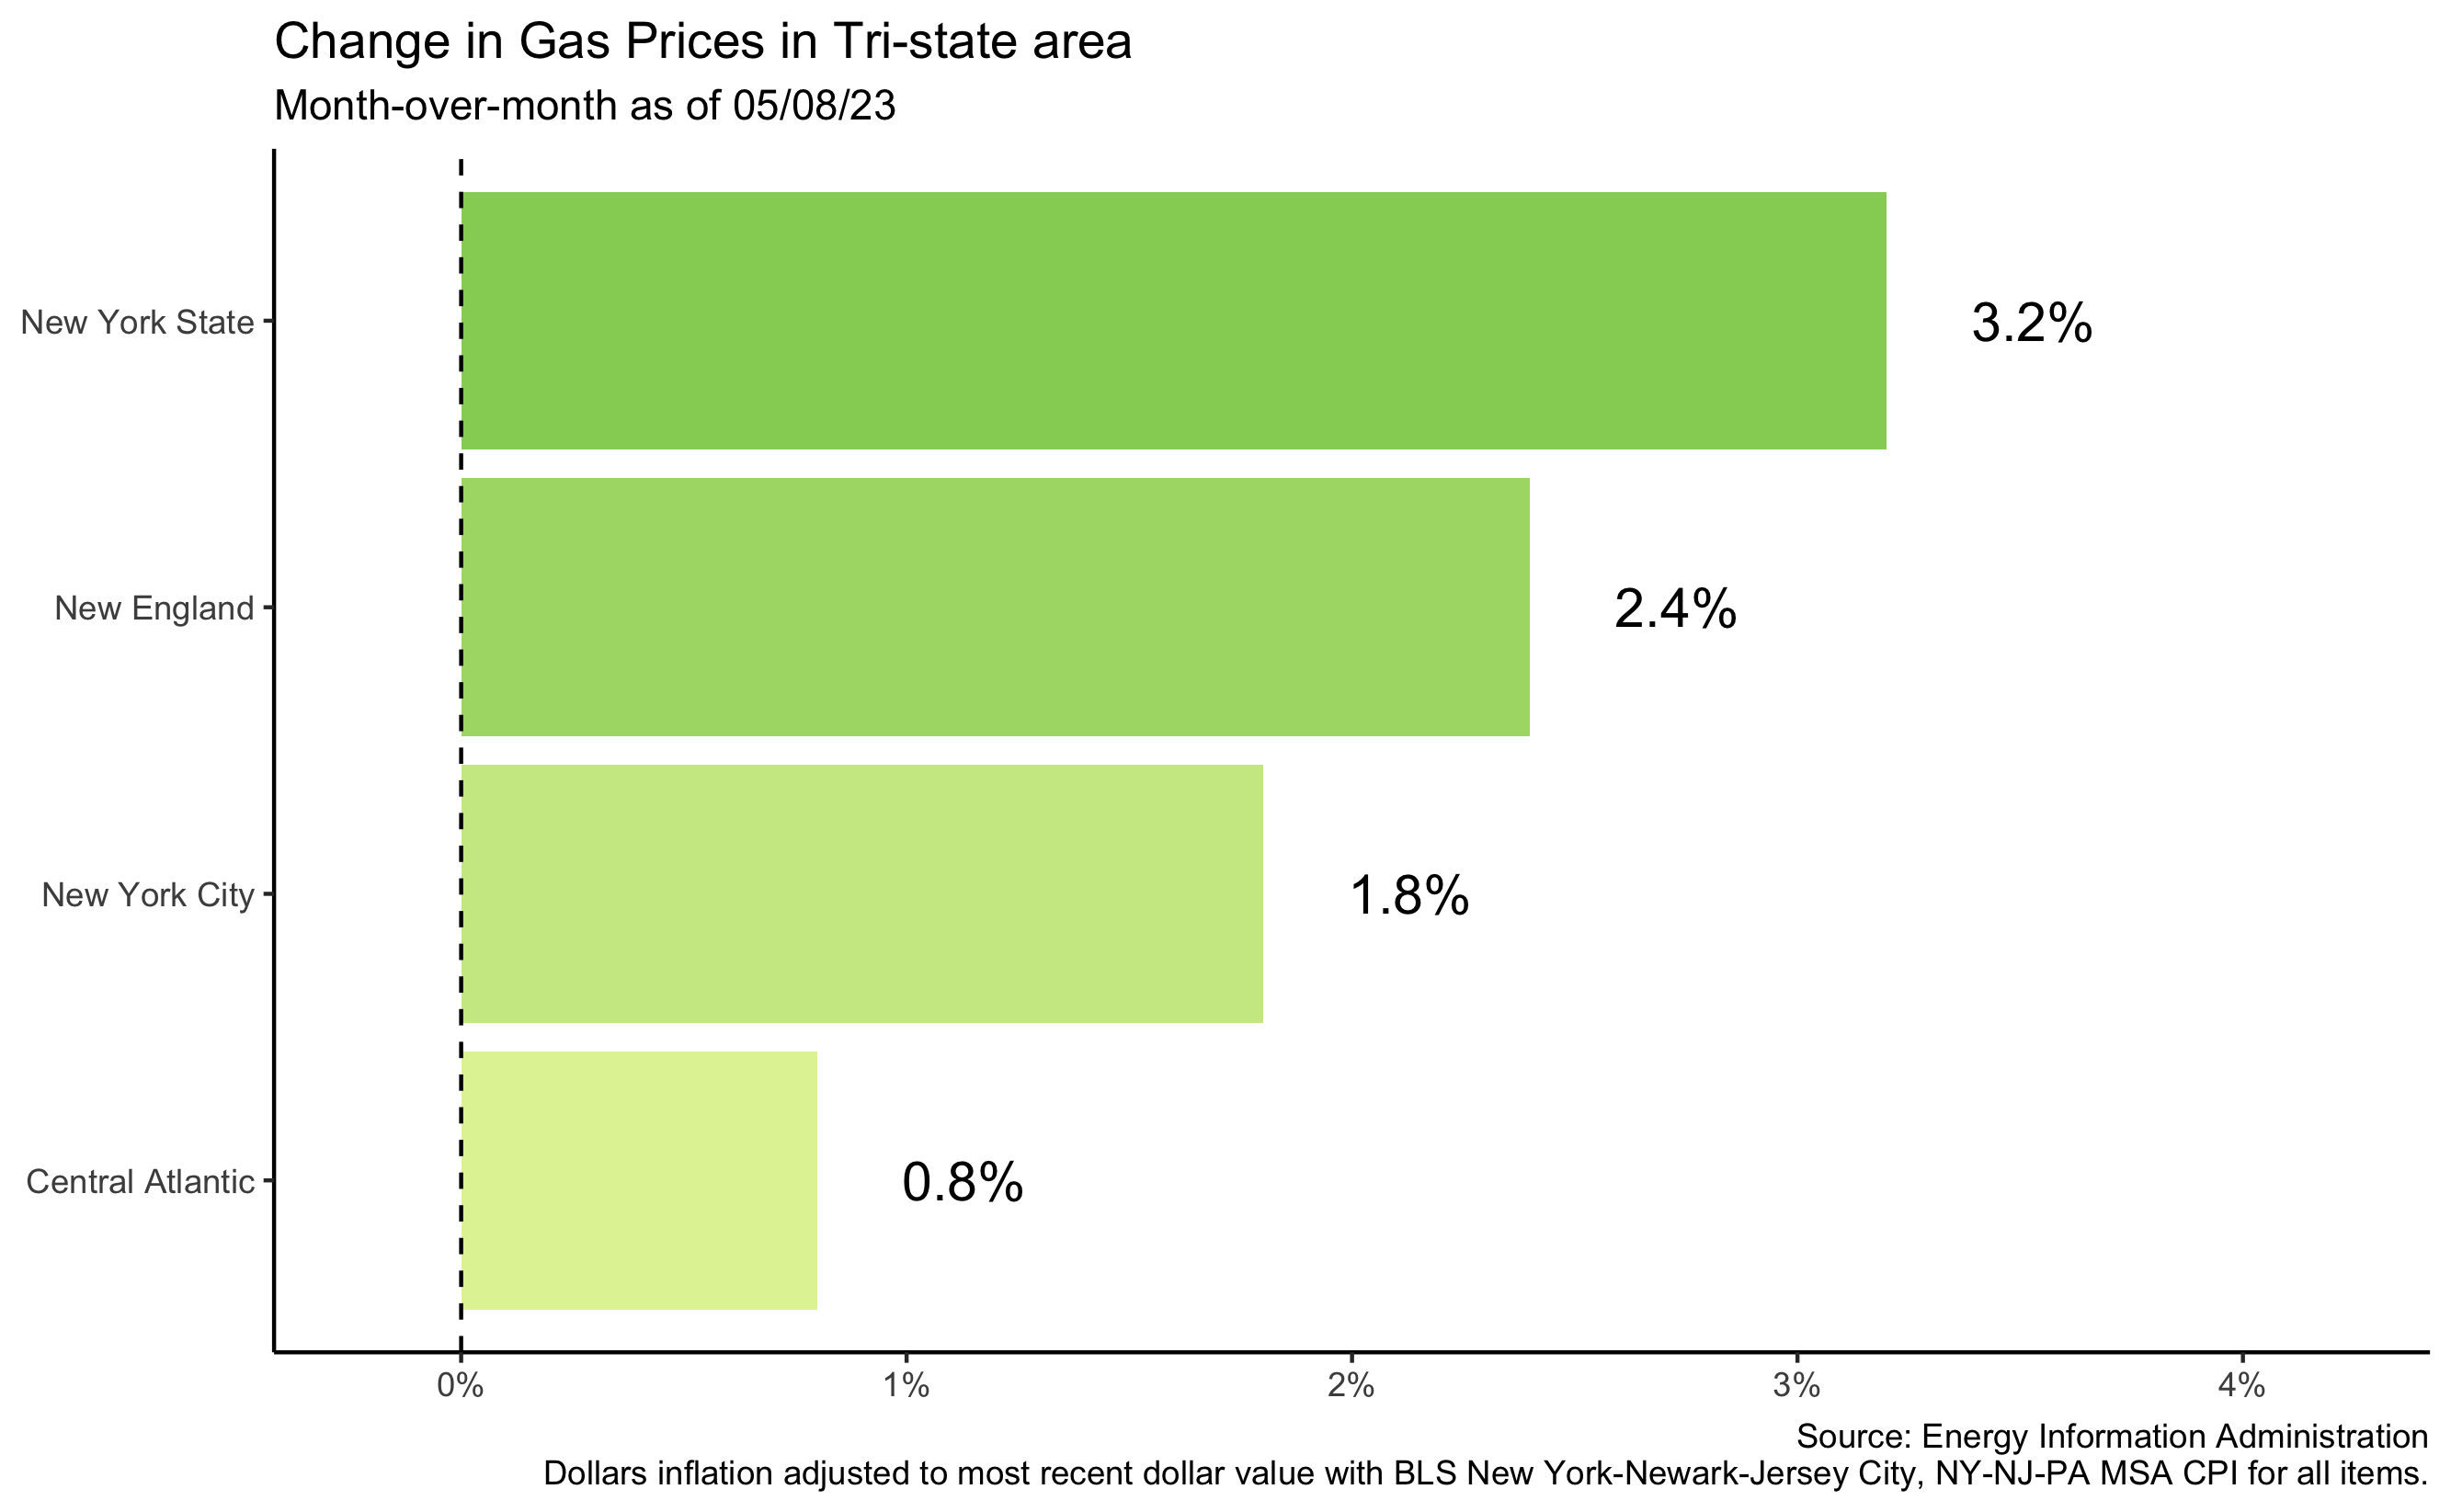 Change in Gas Prices in Tri-state area
Month-over-month as of 05/08/23
New York State
3.2%
New England
2.4%
New York City
1.8%
Central Atlantic
0.8%
0%
1%
2%
3%
4%
Source: Energy Information Administration
Dollars inflation adjusted to most recent dollar value with BLS New York-Newark-Jersey City, NY-NJ-PA MSA CPI for all items.